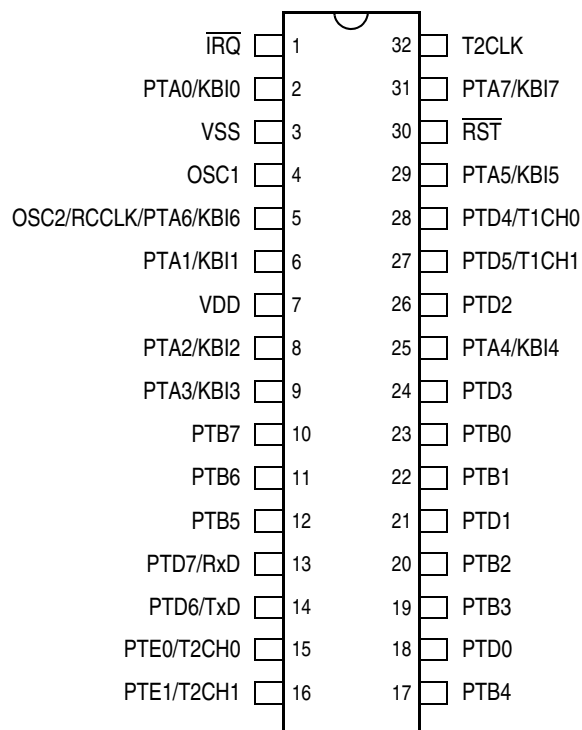 I̅R̅Q̅ 1 32 T2CLK
PTA0/KBI0 2 31 PTA7/KBI7
VSS 3 30 R̅S̅T̅
OSC1 4 29 PTA5/KBI5
OSC2/RCCLK/PTA6/KBI6 5 28 PTD4/T1CH0
PTA1/KBI1 6 27 PTD5/T1CH1
VDD 7 26 PTD2
PTA2/KBI2 8 25 PTA4/KBI4
PTA3/KBI3 9 24 PTD3
PTB7 10 23 PTB0
PTB6 11 22 PTB1
PTB5 12 21 PTD1
PTD7/RxD 13 20 PTB2
PTD6/TxD 14 19 PTB3
PTE0/T2CH0 15 18 PTD0
PTE1/T2CH1 16 17 PTB4